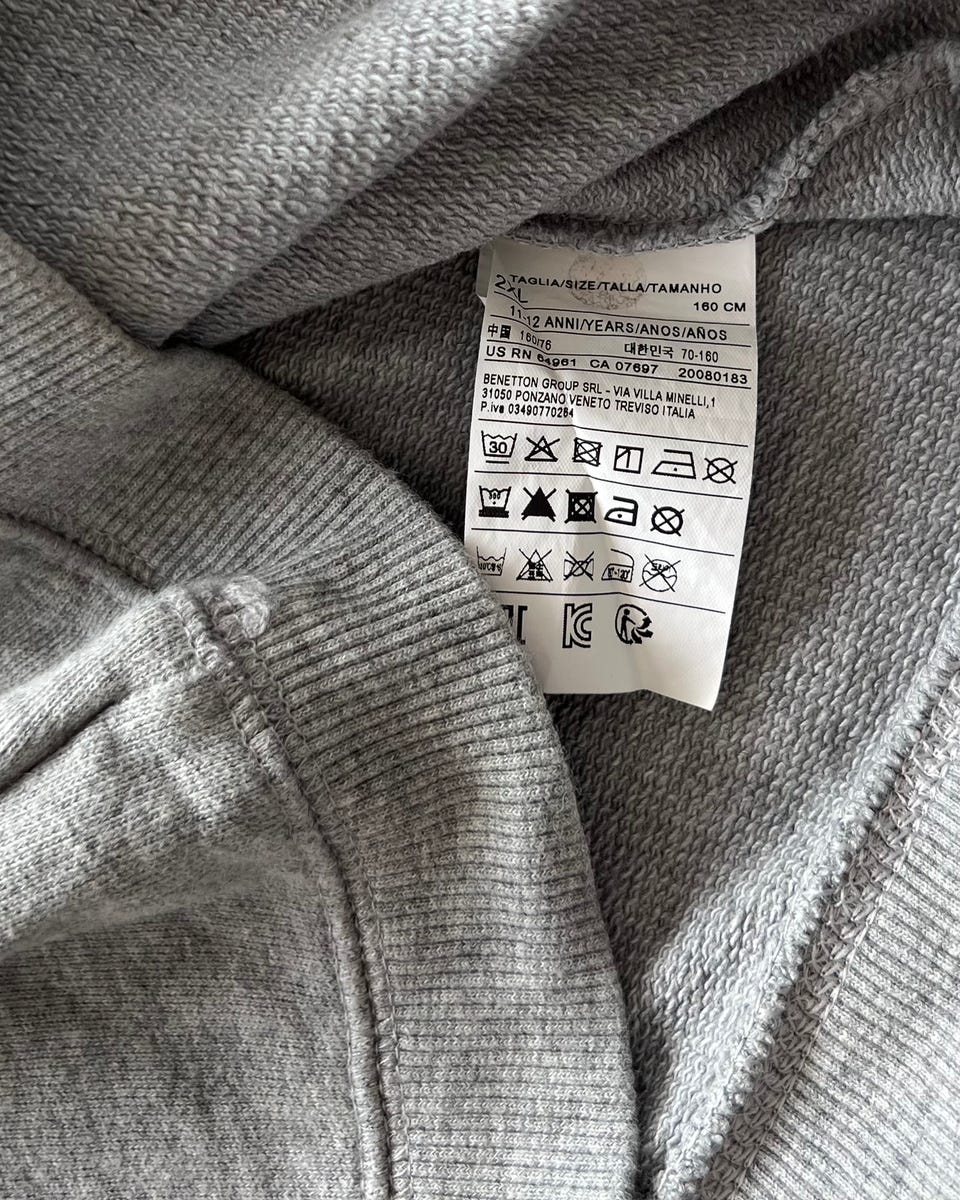 TAGLIA/SIZE/TALLA/TAMANHO
2XL 160 CM
11-12 ANNI/YEARS/ANOS/AÑOS
中国 160/76 대한민국 70-160
US RN 64961 CA 07697 20080183
BENETTON GROUP SRL - VIA VILLA MINELLI,1
31050 PONZANO VENETO TREVISO ITALIA
P.iva 03490770264
30